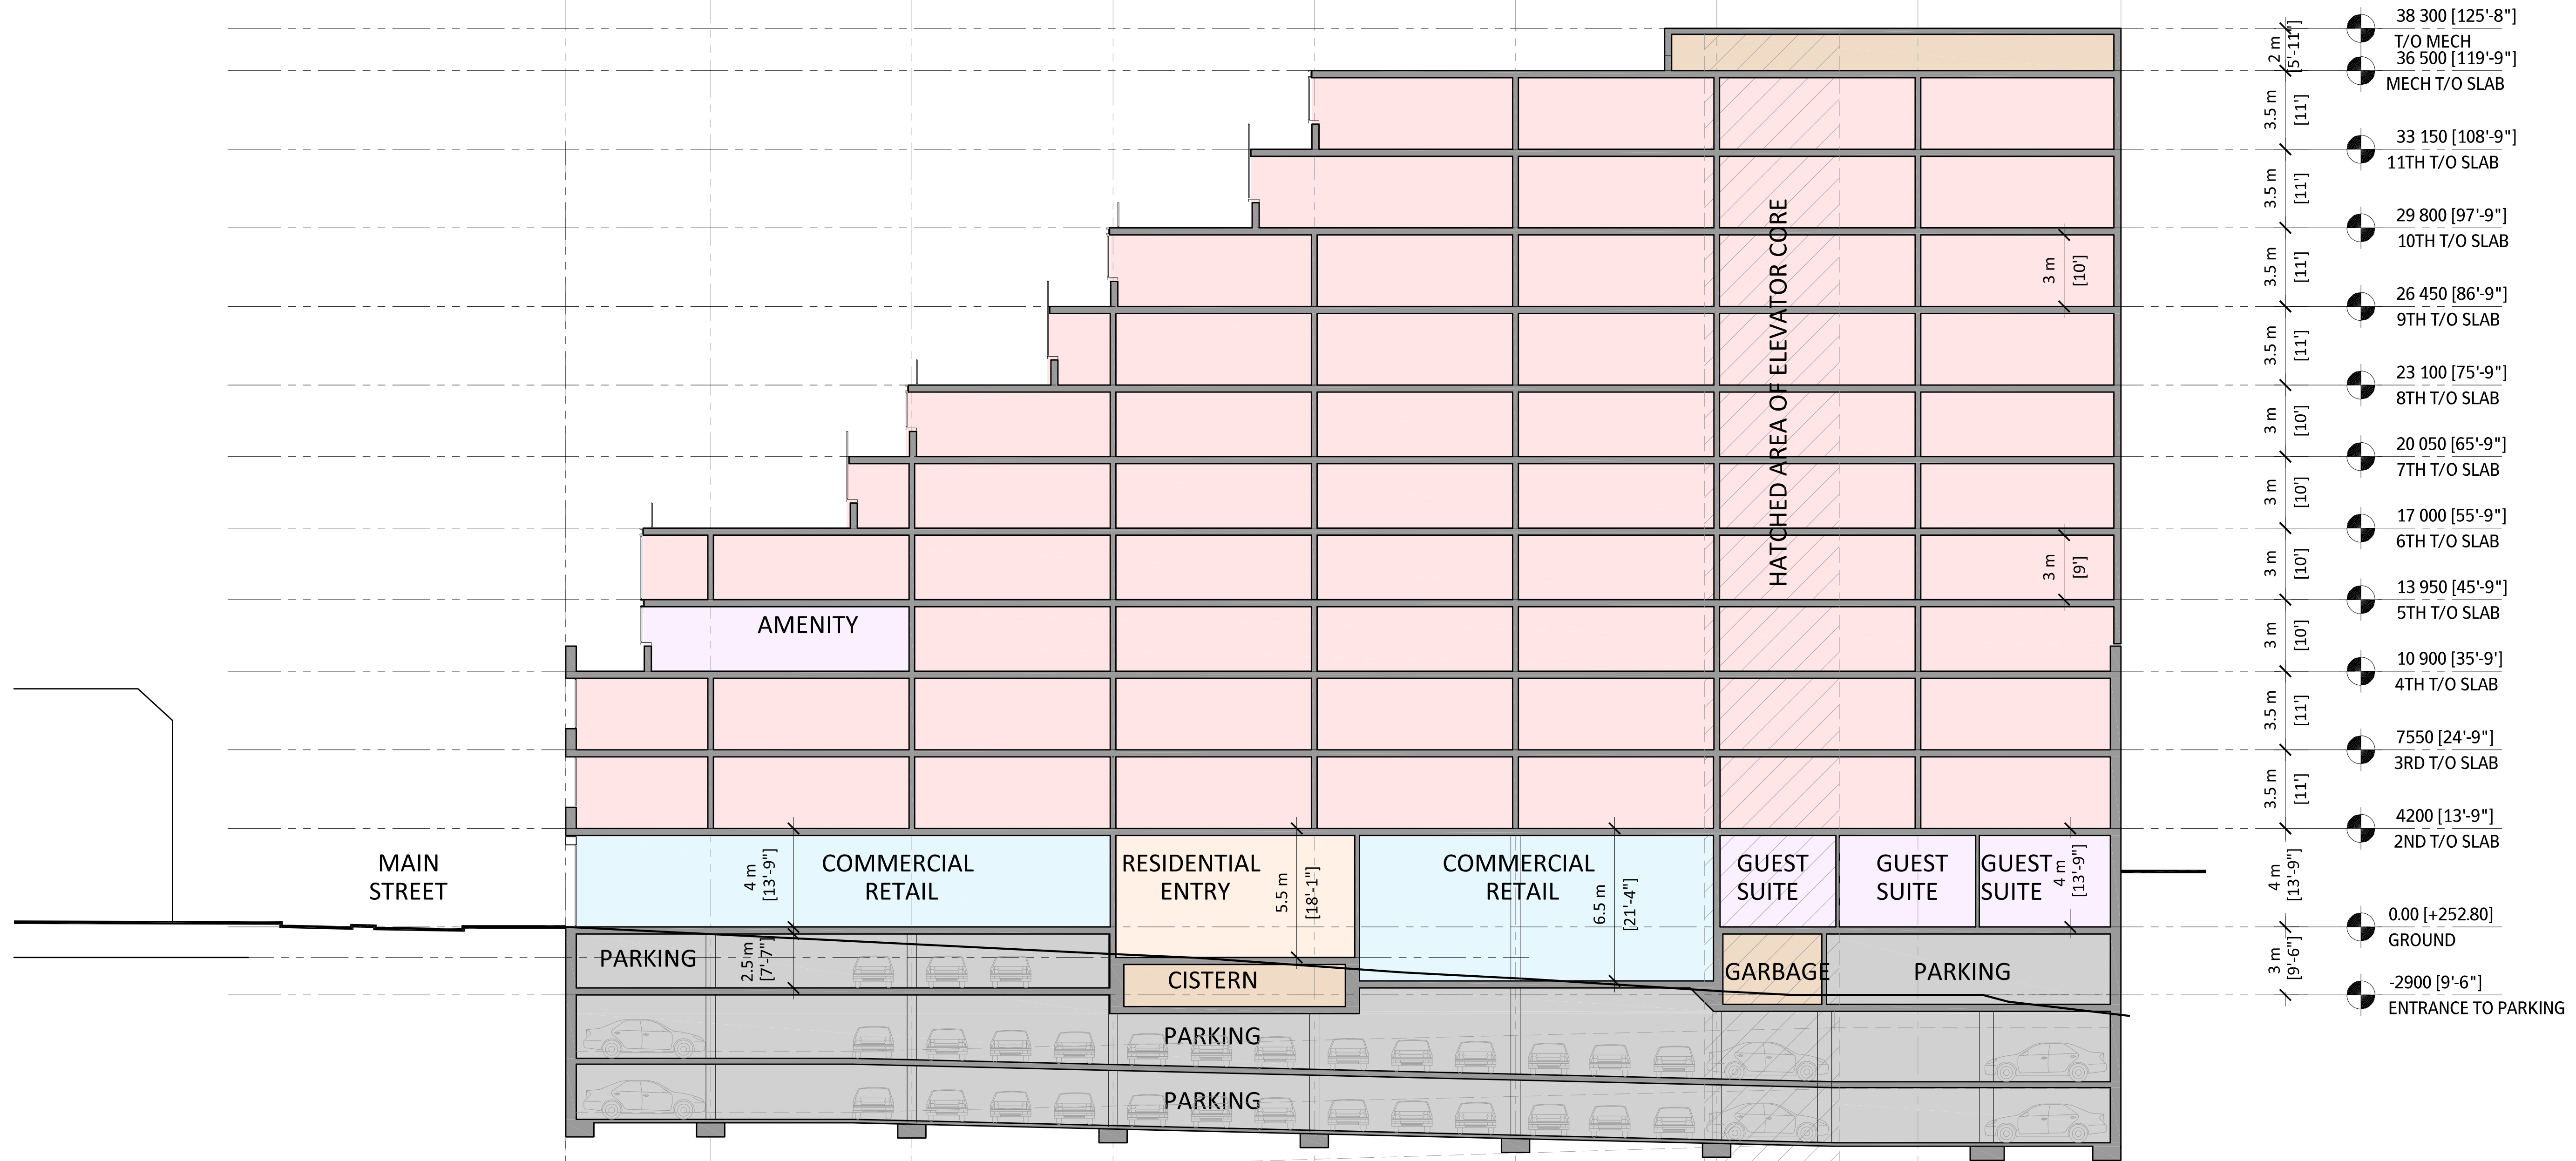 38 300 [125'-8"]
T/O MECH
2 m
[5'-11"]
36 500 [119'-9"]
MECH T/O SLAB
3.5 m
[11']
33 150 [108'-9"]
11TH T/O SLAB
3.5 m
[11']
29 800 [97'-9"]
10TH T/O SLAB
3.5 m
[11']
3 m
[10']
26 450 [86'-9"]
9TH T/O SLAB
3.5 m
[11']
23 100 [75'-9"]
8TH T/O SLAB
3 m
[10']
20 050 [65'-9"]
7TH T/O SLAB
3 m
[10']
17 000 [55'-9"]
6TH T/O SLAB
3 m
[10']
3 m
[9']
13 950 [45'-9"]
5TH T/O SLAB
3 m
[10']
10 900 [35'-9']
4TH T/O SLAB
3.5 m
[11']
7550 [24'-9"]
3RD T/O SLAB
3.5 m
[11']
4200 [13'-9"]
2ND T/O SLAB
4 m
[13'-9"]
0.00 [+252.80]
GROUND
3 m
[9'-6"]
-2900 [9'-6"]
ENTRANCE TO PARKING
HATCHED AREA OF ELEVATOR CORE
AMENITY
MAIN
STREET
4 m
[13'-9"]
COMMERCIAL
RETAIL
RESIDENTIAL
ENTRY
5.5 m
[18'-1"]
COMMERCIAL
RETAIL
6.5 m
[21'-4"]
GUEST
SUITE
GUEST
SUITE
GUEST
SUITE
4 m
[13'-9"]
PARKING
2.5 m
[7'-7"]
CISTERN
GARBAGE
PARKING
PARKING
PARKING